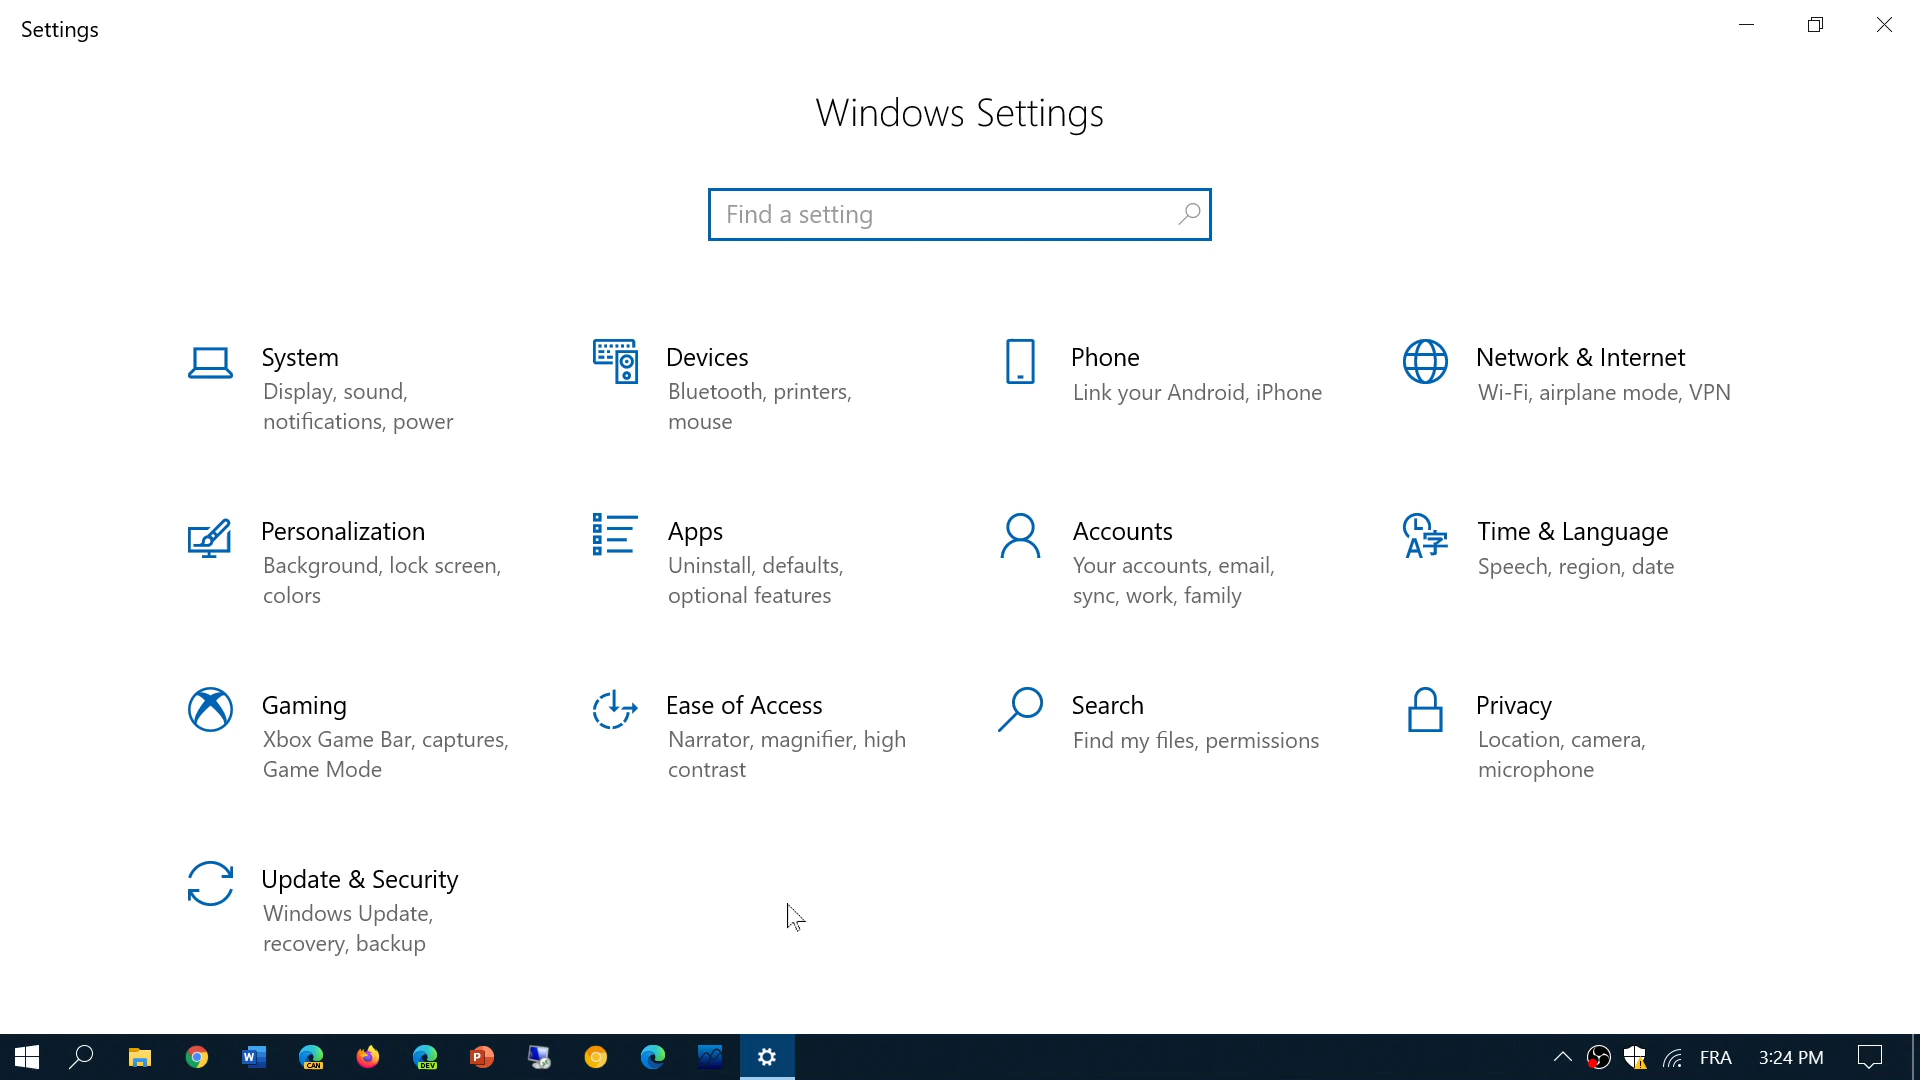 Settings
Windows Settings
Find a setting
System
Display, sound,
notifications, power
Devices
Bluetooth, printers,
mouse
Phone
Link your Android, iPhone
Network & Internet
Wi-Fi, airplane mode, VPN
Personalization
Background, lock screen,
colors
Apps
Uninstall, defaults,
optional features
Accounts
Your accounts, email,
sync, work, family
Time & Language
Speech, region, date
Gaming
Xbox Game Bar, captures,
Game Mode
Ease of Access
Narrator, magnifier, high
contrast
Search
Find my files, permissions
Privacy
Location, camera,
microphone
Update & Security
Windows Update,
recovery, backup
W
CAN
DEV
P
FRA
3:24 PM